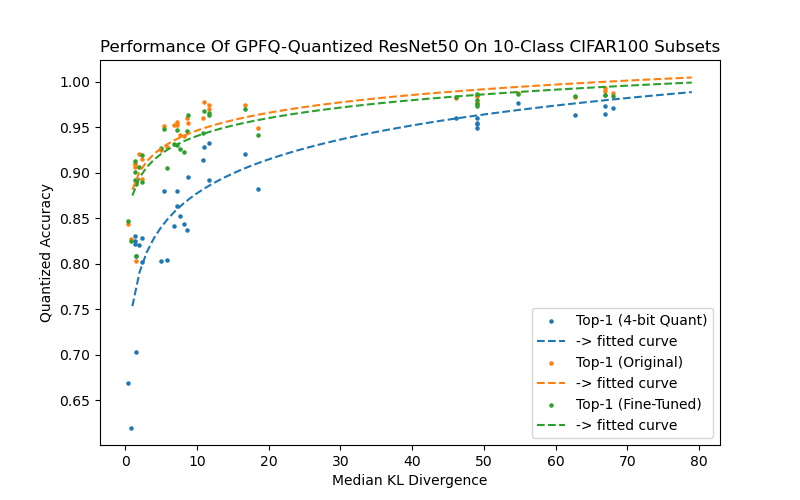 Performance Of GPFQ-Quantized ResNet50 On 10-Class CIFAR100 Subsets
Quantized Accuracy
1.00
0.95
0.90
0.85
0.80
0.75
0.70
0.65
Top-1 (4-bit Quant)
-> fitted curve
Top-1 (Original)
-> fitted curve
Top-1 (Fine-Tuned)
-> fitted curve
0 10 20 30 40 50 60 70 80
Median KL Divergence